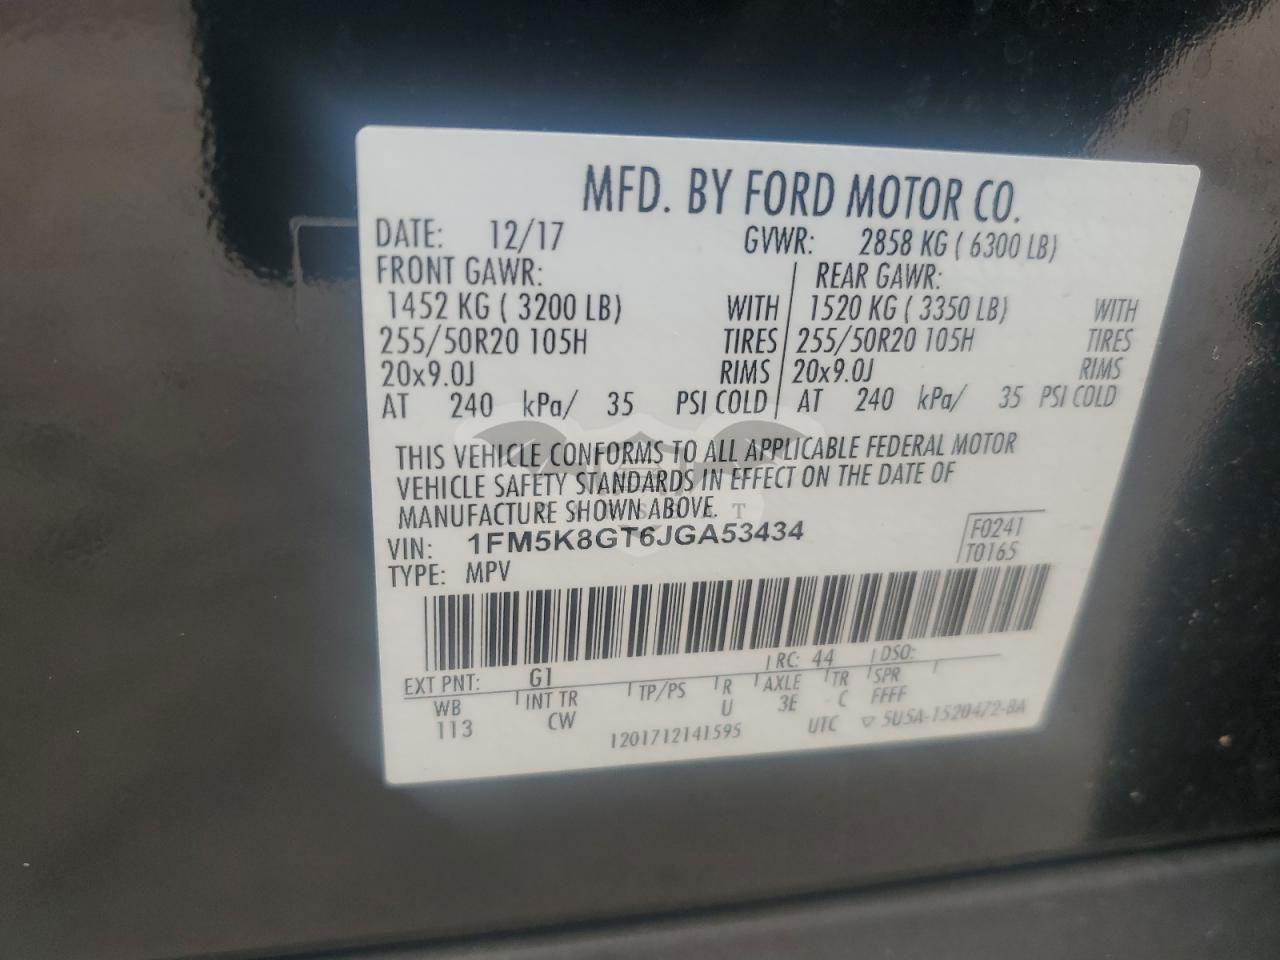 MFD. BY FORD MOTOR CO.
DATE: 12/17 GVWR: 2858 KG ( 6300 LB)
FRONT GAWR: REAR GAWR:
1452 KG ( 3200 LB) WITH 1520 KG ( 3350 LB) WITH
255/50R20 105H TIRES 255/50R20 105H TIRES
20x9.0J RIMS 20x9.0J RIMS
AT 240 kPa/ 35 PSI COLD AT 240 kPa/ 35 PSI COLD
THIS VEHICLE CONFORMS TO ALL APPLICABLE FEDERAL MOTOR
VEHICLE SAFETY STANDARDS IN EFFECT ON THE DATE OF
MANUFACTURE SHOWN ABOVE.
VIN: 1FM5K8GT6JGA53434 F0241
TYPE: MPV T0165
EXT PNT: G1 RC: 44 DSO:
WB INT TR TP/PS R AXLE TR SPR
113 CW U 3E C FFFF
1201712141595 UTC ▽ 5U5A-1520472-BA